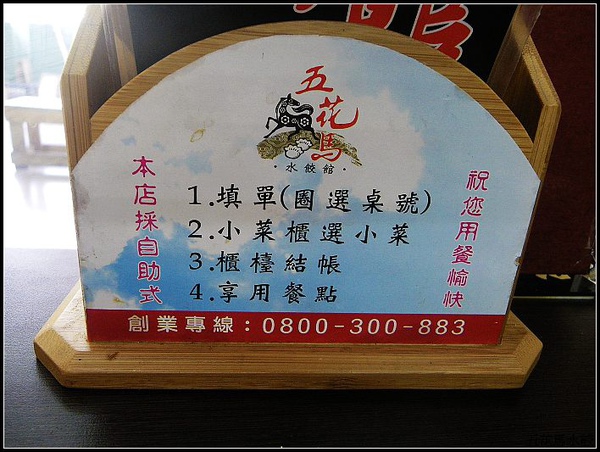 五花馬
·水餃館·
本店採自助式
1.填單(圈選桌號)
2.小菜櫃選小菜
3.櫃檯結帳
4.享用餐點
祝您用餐愉快
創業專線：0800-300-883